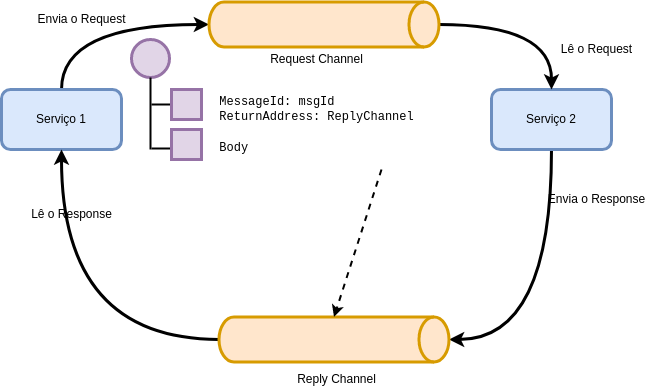 Envia o Request
Request Channel
Lê o Request
MessageId: msgId
ReturnAddress: ReplyChannel
Serviço 1
Serviço 2
Body
Envia o Response
Lê o Response
Reply Channel